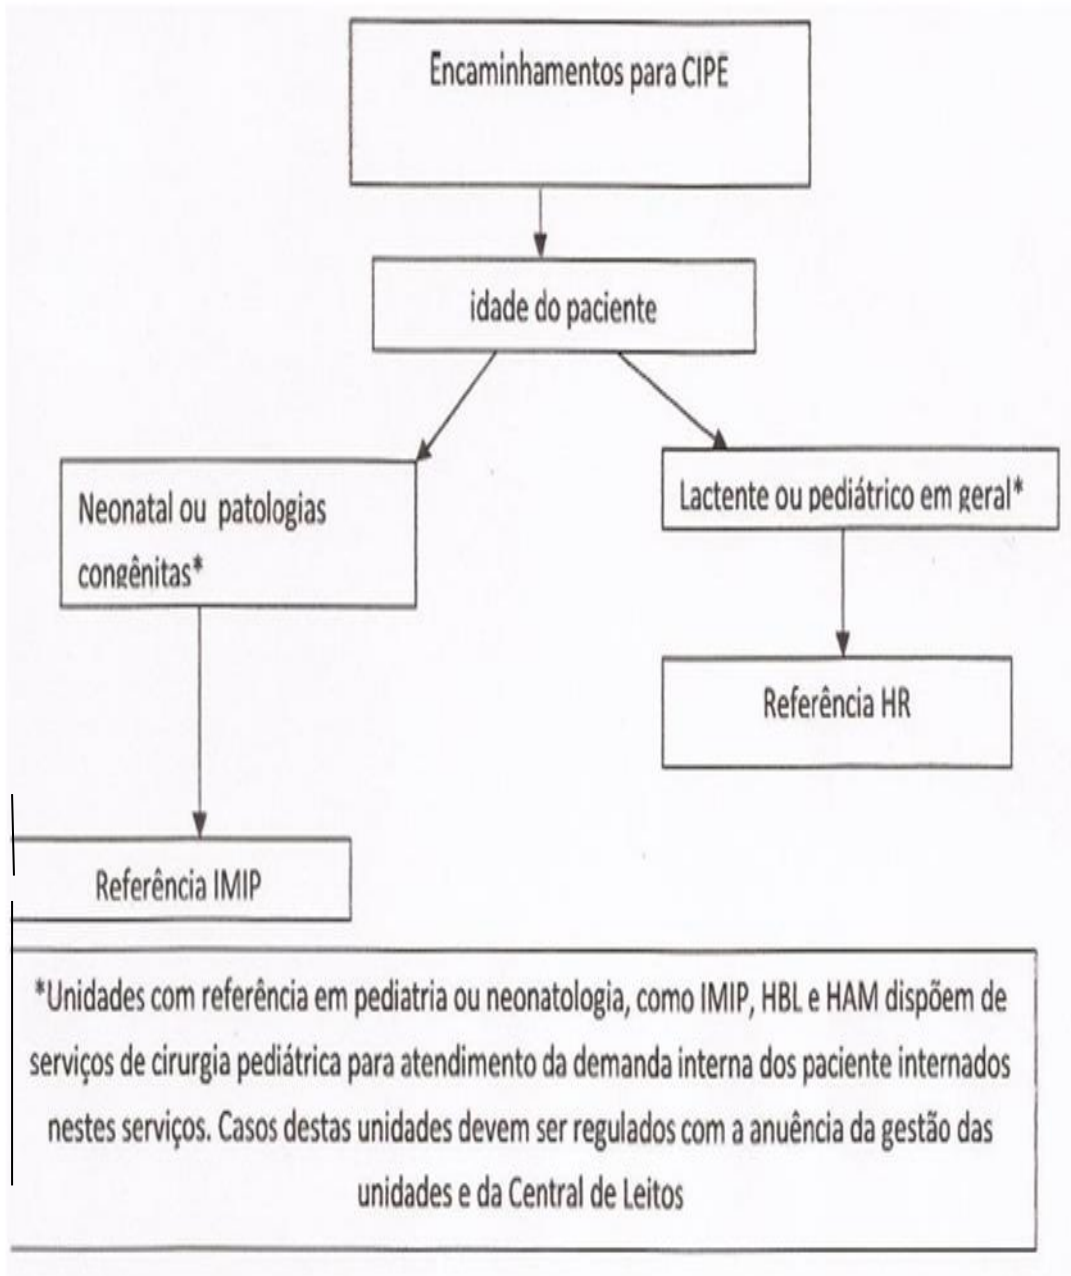 Encaminhamentos para CIPE
idade do paciente
Neonatal ou patologias
congênitas*
Lactente ou pediátrico em geral*
Referência HR
Referência IMIP
*Unidades com referência em pediatria ou neonatologia, como IMIP, HBL e HAM dispõem de
serviços de cirurgia pediátrica para atendimento da demanda interna dos paciente internados
nestes serviços. Casos destas unidades devem ser regulados com a anuência da gestão das
unidades e da Central de Leitos